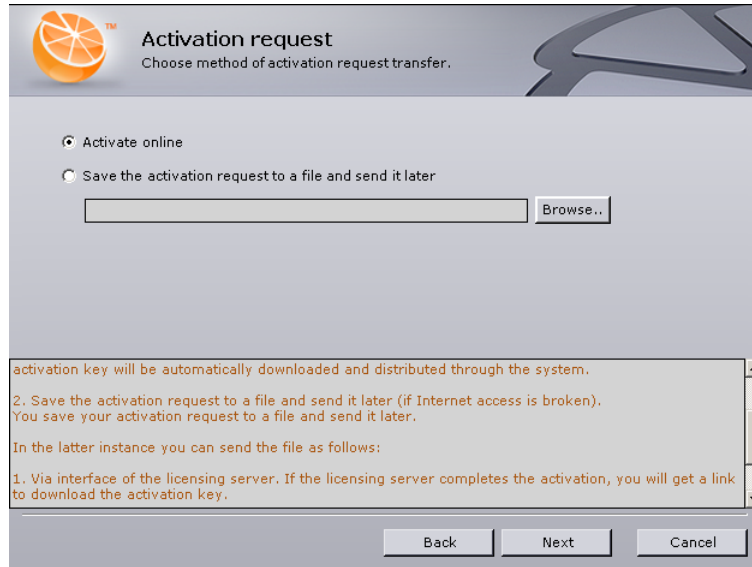 TM
Activation request
Choose method of activation request transfer.
Activate online
Save the activation request to a file and send it later
Browse..
activation key will be automatically downloaded and distributed through the system.
2. Save the activation request to a file and send it later (if Internet access is broken).
You save your activation request to a file and send it later.
In the latter instance you can send the file as follows:
1. Via interface of the licensing server. If the licensing server completes the activation, you will get a link
to download the activation key.
Back
Next
Cancel